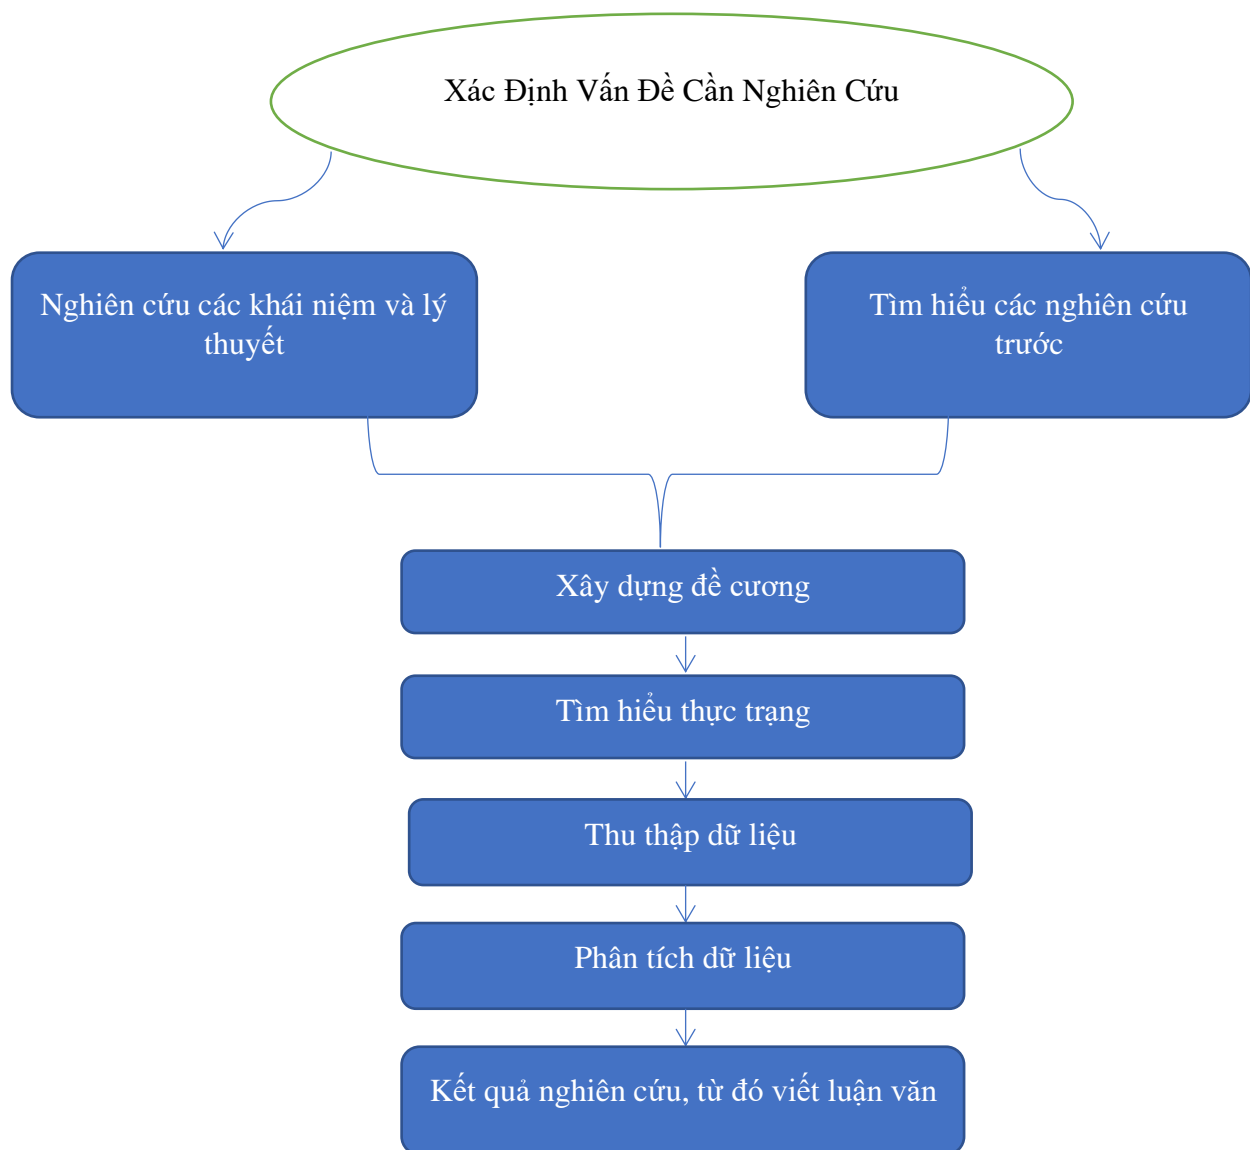 Xác Định Vấn Đề Cần Nghiên Cứu
Nghiên cứu các khái niệm và lý
thuyết
Tìm hiểu các nghiên cứu
trước
Xây dựng đề cương
Tìm hiểu thực trạng
Thu thập dữ liệu
Phân tích dữ liệu
Kết quả nghiên cứu, từ đó viết luận văn